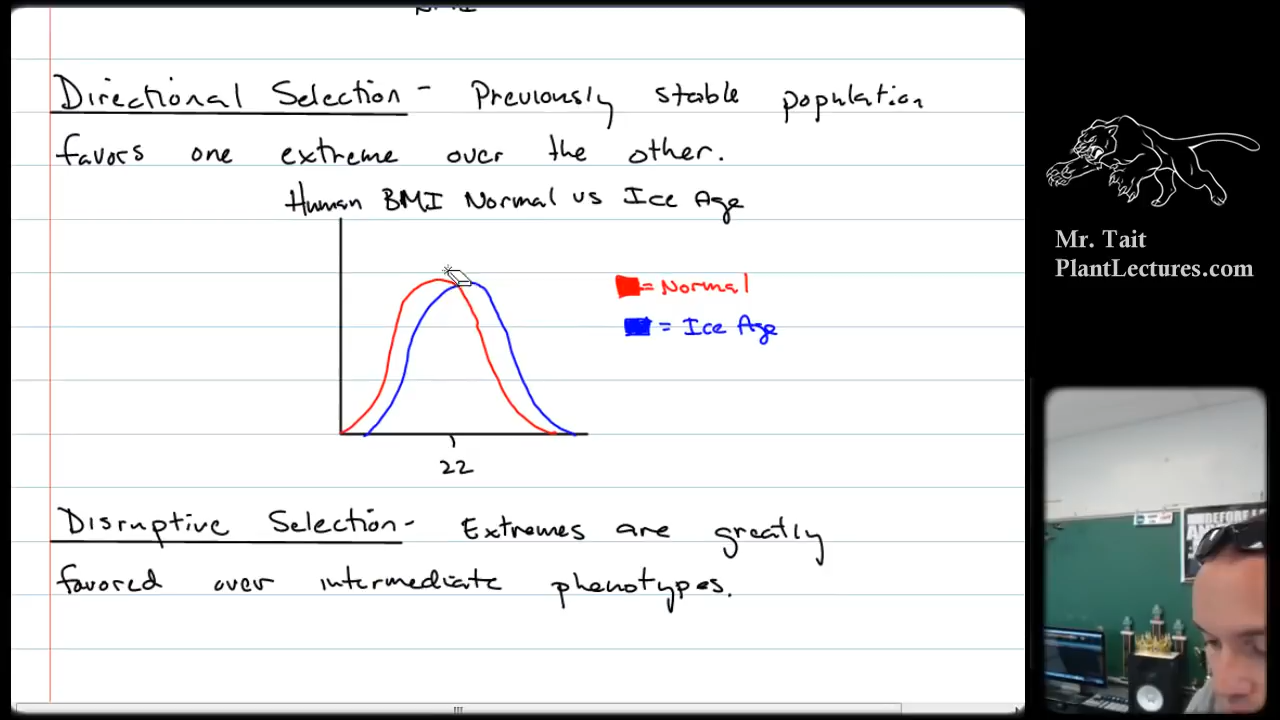 Directional Selection - Previously stable population
favors one extreme over the other.
Human BMI Normal vs Ice Age
= Normal
= Ice Age
22
Disruptive Selection - Extremes are greatly
favored over intermediate phenotypes.
Mr. Tait
PlantLectures.com